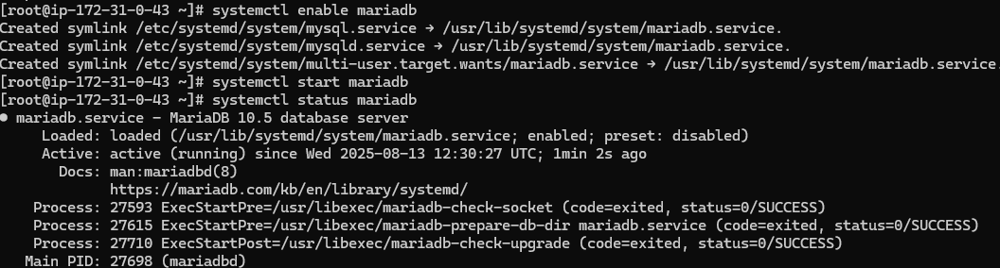 [root@ip-172-31-0-43 ~]# systemctl enable mariadb
Created symlink /etc/systemd/system/mysql.service → /usr/lib/systemd/system/mariadb.service.
Created symlink /etc/systemd/system/mysqld.service → /usr/lib/systemd/system/mariadb.service.
Created symlink /etc/systemd/system/multi-user.target.wants/mariadb.service → /usr/lib/systemd/system/mariadb.service
[root@ip-172-31-0-43 ~]# systemctl start mariadb
[root@ip-172-31-0-43 ~]# systemctl status mariadb
● mariadb.service - MariaDB 10.5 database server
Loaded: loaded (/usr/lib/systemd/system/mariadb.service; enabled; preset: disabled)
Active: active (running) since Wed 2025-08-13 12:30:27 UTC; 1min 2s ago
Docs: man:mariadbd(8)
https://mariadb.com/kb/en/library/systemd/
Process: 27593 ExecStartPre=/usr/libexec/mariadb-check-socket (code=exited, status=0/SUCCESS)
Process: 27615 ExecStartPre=/usr/libexec/mariadb-prepare-db-dir mariadb.service (code=exited, status=0/SUCCESS)
Process: 27710 ExecStartPost=/usr/libexec/mariadb-check-upgrade (code=exited, status=0/SUCCESS)
Main PID: 27698 (mariadbd)